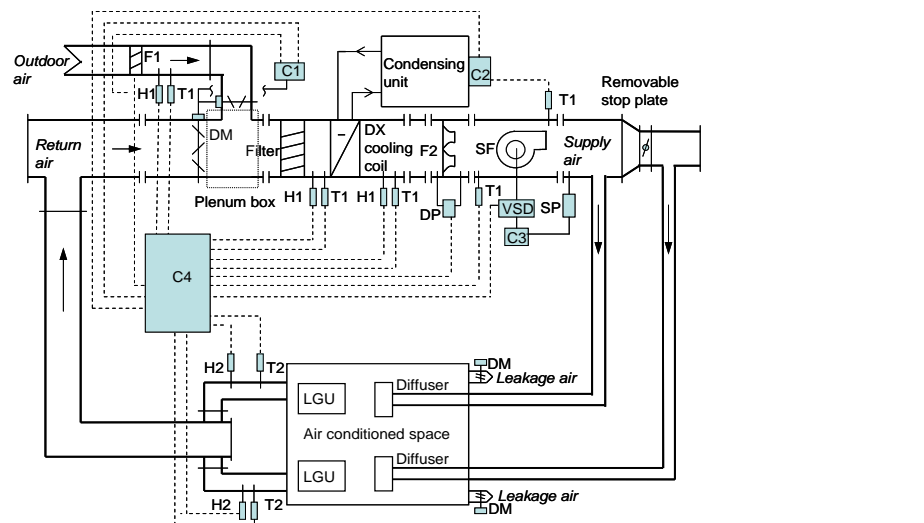 Outdoor
air
F1
H1
T1
C1
Condensing
unit
C2
T1
Removable
stop plate
Return
air
DM
Filter
–
DX
cooling
coil
F2
SF
Supply
air
Plenum box
H1
T1
H1
T1
DP
T1
VSD
SP
C3
C4
H2
T2
DM
Leakage air
LGU
Diffuser
Air conditioned space
LGU
Diffuser
H2
T2
Leakage air
DM